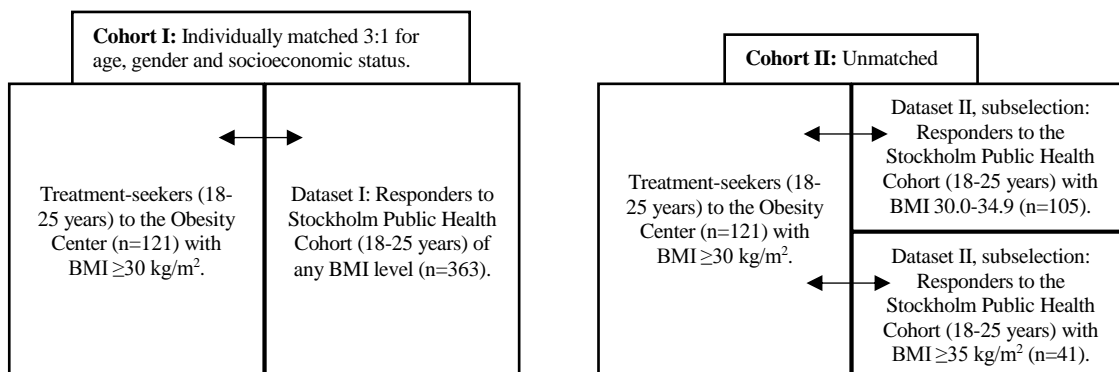 Cohort I: Individually matched 3:1 for
age, gender and socioeconomic status.
Treatment-seekers (18-
25 years) to the Obesity
Center (n=121) with
BMI ≥30 kg/m².
Dataset I: Responders to
Stockholm Public Health
Cohort (18-25 years) of
any BMI level (n=363).
Cohort II: Unmatched
Treatment-seekers (18-
25 years) to the Obesity
Center (n=121) with
BMI ≥30 kg/m².
Dataset II, subselection:
Responders to the
Stockholm Public Health
Cohort (18-25 years) with
BMI 30.0-34.9 (n=105).
Dataset II, subselection:
Responders to the
Stockholm Public Health
Cohort (18-25 years) with
BMI ≥35 kg/m² (n=41).